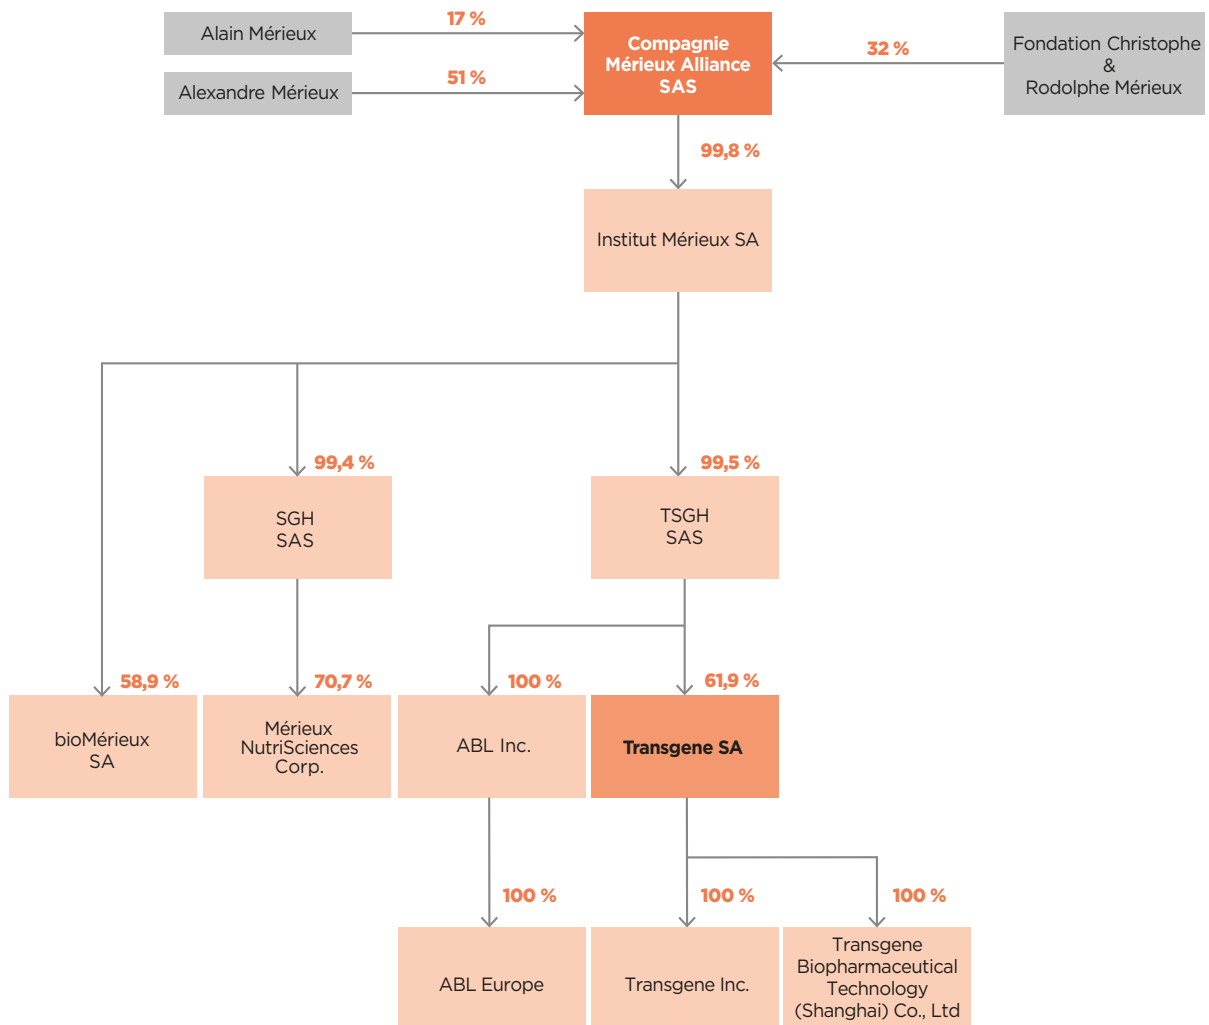 Alain Mérieux
17 %
Compagnie
Mérieux Alliance
SAS
32 %
Fondation Christophe
&
Rodolphe Mérieux
Alexandre Mérieux
51 %
99,8 %
Institut Mérieux SA
99,4 %
99,5 %
SGH
SAS
TSGH
SAS
58,9 %
70,7 %
100 %
61,9 %
bioMérieux
SA
Mérieux
NutriSciences
Corp.
ABL Inc.
Transgene SA
100 %
100 %
100 %
ABL Europe
Transgene Inc.
Transgene
Biopharmaceutical
Technology
(Shanghai) Co., Ltd